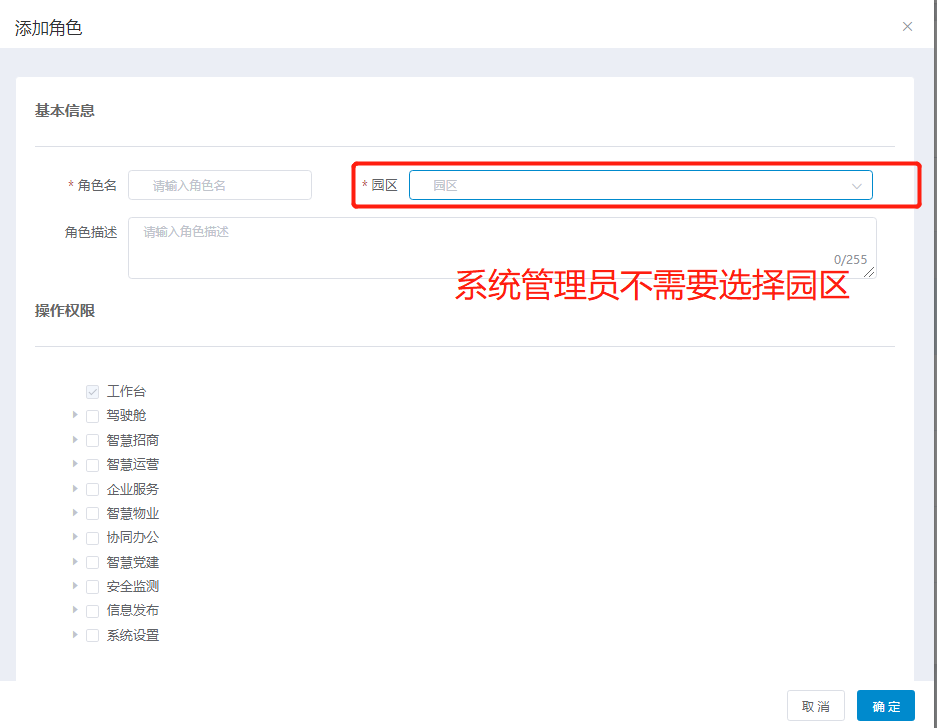 添加角色
基本信息
* 角色名 请输入角色名 * 园区 园区
角色描述 请输入角色描述
0/255
系统管理员不需要选择园区
操作权限
工作台
驾驶舱
智慧招商
智慧运营
企业服务
智慧物业
协同办公
智慧党建
安全监测
信息发布
系统设置
取消 确定